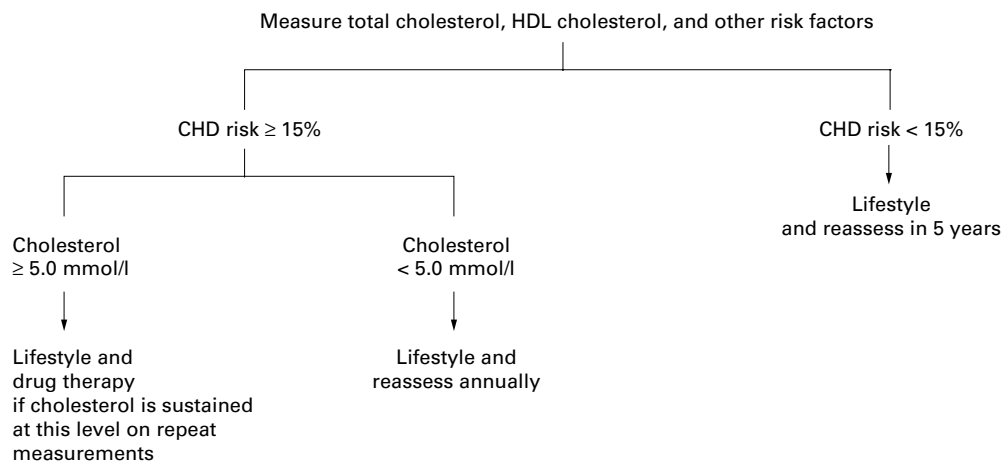 Measure total cholesterol, HDL cholesterol, and other risk factors
CHD risk ≥ 15%
CHD risk < 15%
Lifestyle
and reassess in 5 years
Cholesterol
≥ 5.0 mmol/l
Cholesterol
< 5.0 mmol/l
Lifestyle and
drug therapy
if cholesterol is sustained
at this level on repeat
measurements
Lifestyle and
reassess annually